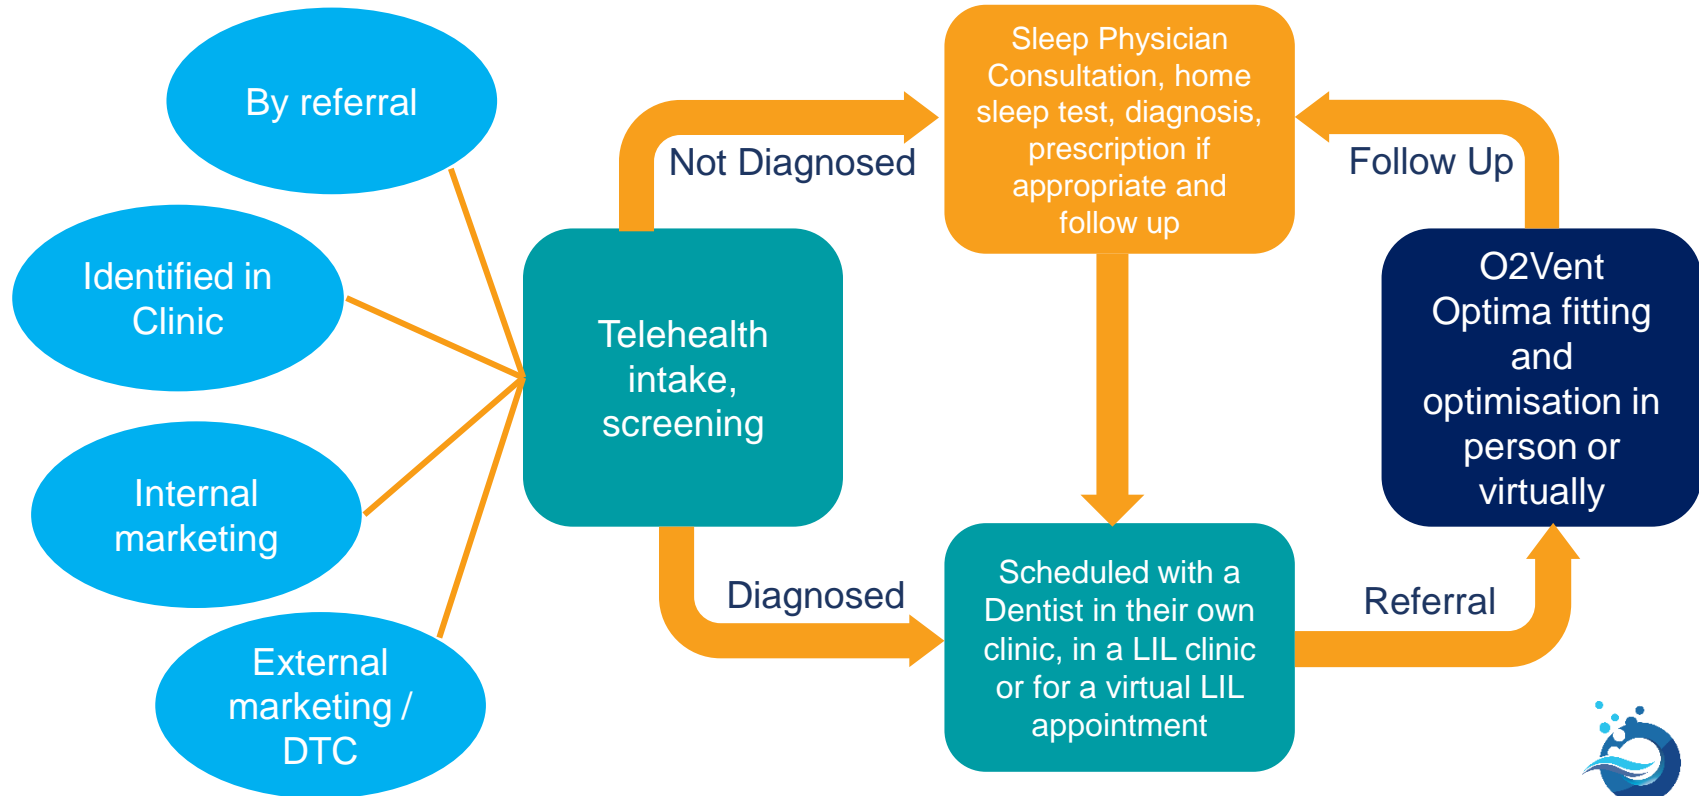 By referral
Identified in
Clinic
Internal
marketing
External
marketing /
DTC
Telehealth
intake,
screening
Not Diagnosed
Diagnosed
Sleep Physician
Consultation, home
sleep test, diagnosis,
prescription if
appropriate and
follow up
Scheduled with a
Dentist in their own
clinic, in a LIL clinic
or for a virtual LIL
appointment
Follow Up
Referral
O2Vent
Optima fitting
and
optimisation in
person or
virtually